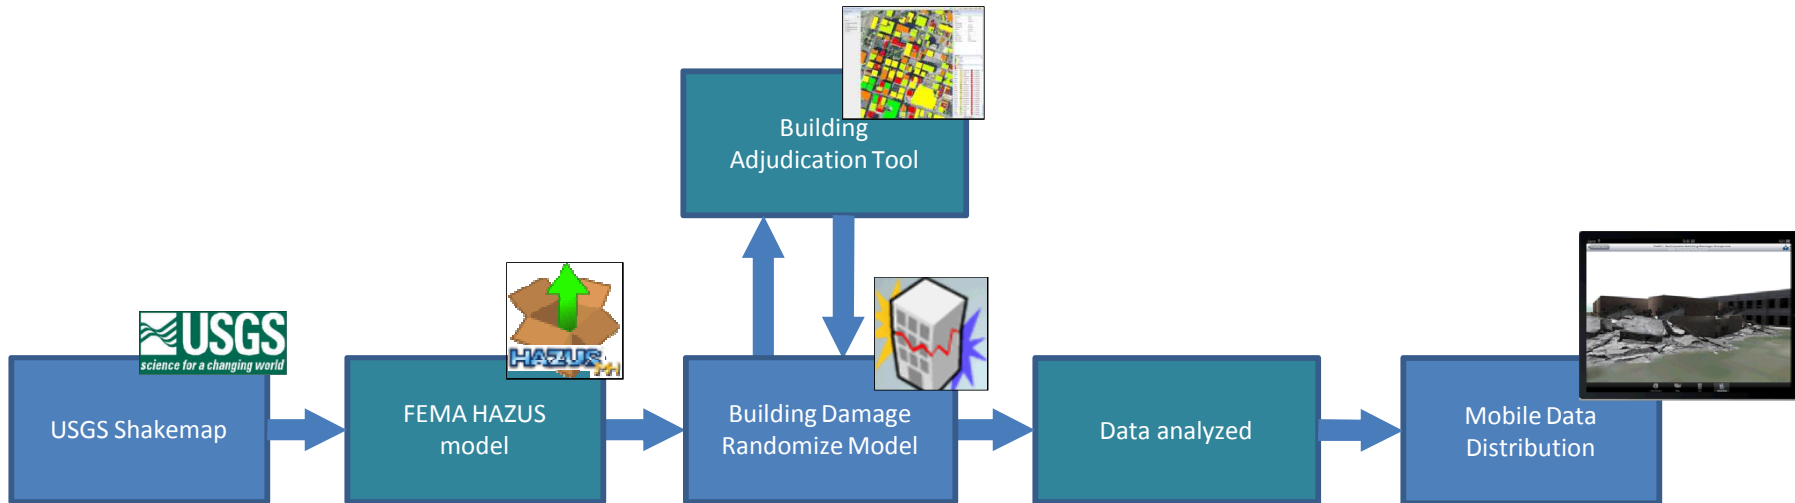 Building
Adjudication Tool
USGS
science for a changing world
HAZUS
MH
USGS Shakemap
FEMA HAZUS
model
Building Damage
Randomize Model
Data analyzed
Mobile Data
Distribution